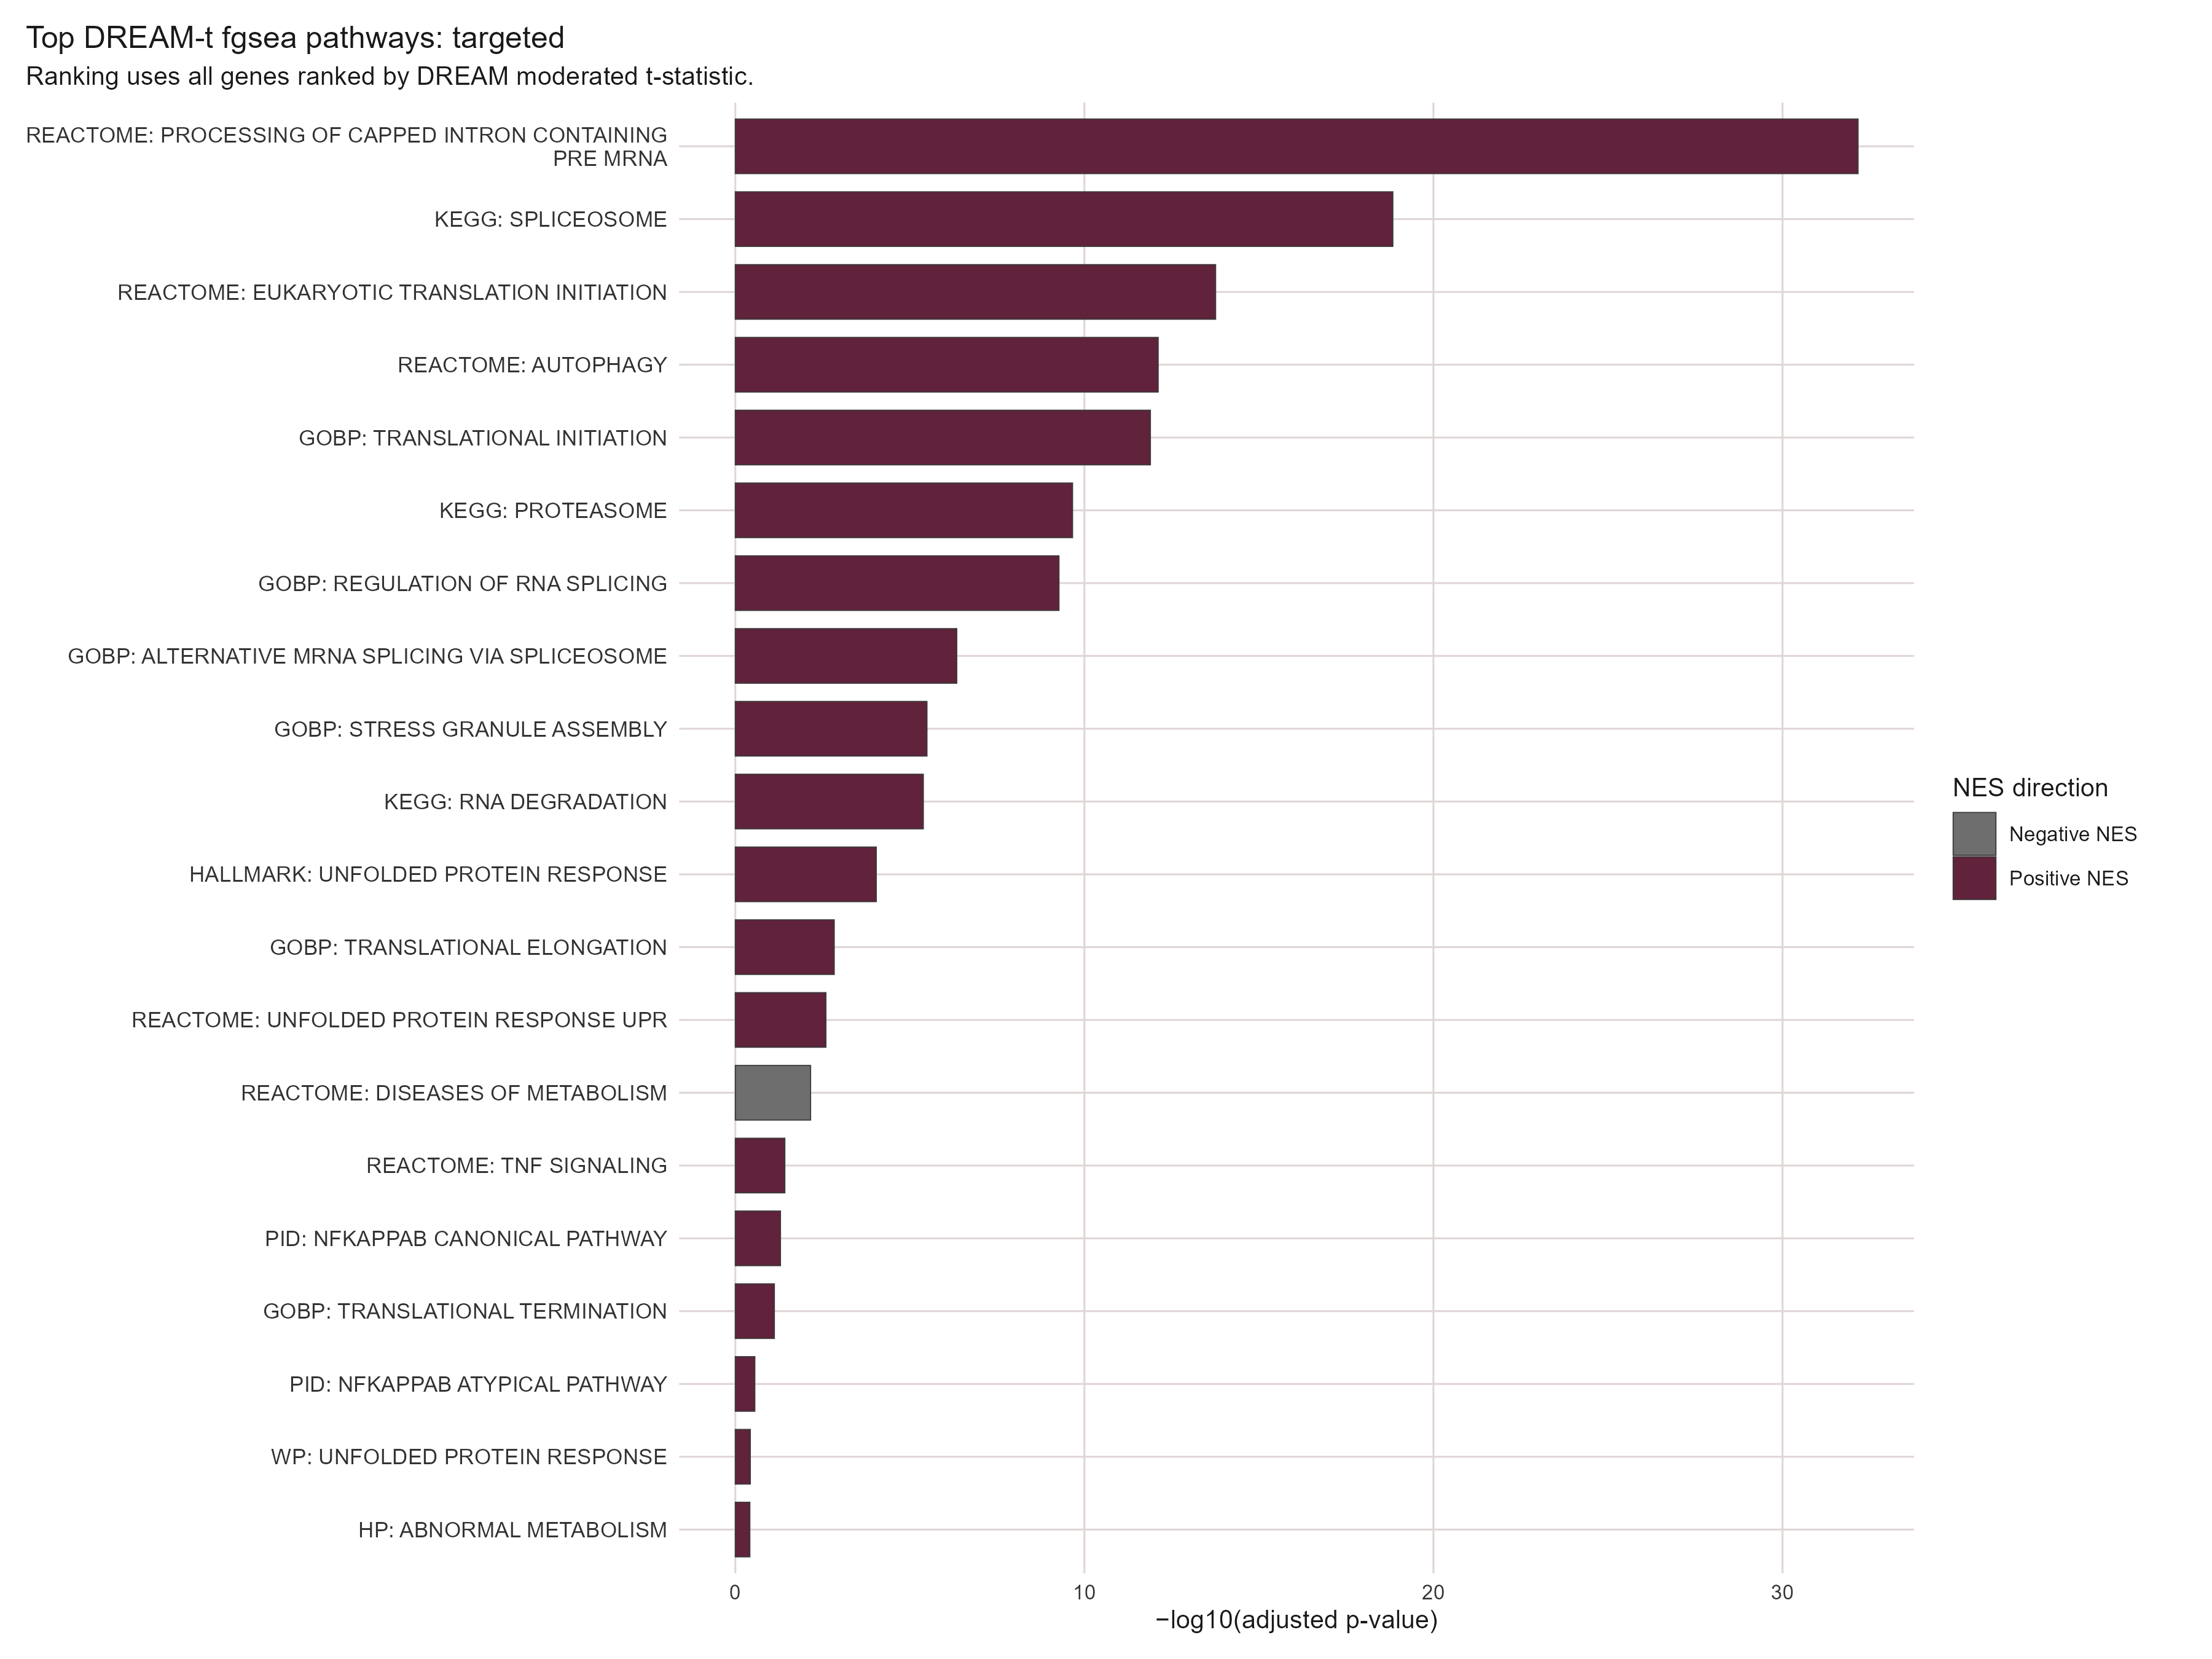 Top DREAM-t fgsea pathways: targeted
Ranking uses all genes ranked by DREAM moderated t-statistic.
REACTOME: PROCESSING OF CAPPED INTRON CONTAINING
PRE MRNA
KEGG: SPLICEOSOME
REACTOME: EUKARYOTIC TRANSLATION INITIATION
REACTOME: AUTOPHAGY
GOBP: TRANSLATIONAL INITIATION
KEGG: PROTEASOME
GOBP: REGULATION OF RNA SPLICING
GOBP: ALTERNATIVE MRNA SPLICING VIA SPLICEOSOME
GOBP: STRESS GRANULE ASSEMBLY
KEGG: RNA DEGRADATION
HALLMARK: UNFOLDED PROTEIN RESPONSE
GOBP: TRANSLATIONAL ELONGATION
REACTOME: UNFOLDED PROTEIN RESPONSE UPR
REACTOME: DISEASES OF METABOLISM
REACTOME: TNF SIGNALING
PID: NFKAPPAB CANONICAL PATHWAY
GOBP: TRANSLATIONAL TERMINATION
PID: NFKAPPAB ATYPICAL PATHWAY
WP: UNFOLDED PROTEIN RESPONSE
HP: ABNORMAL METABOLISM
0 10 20 30
−log10(adjusted p-value)
NES direction
Negative NES
Positive NES